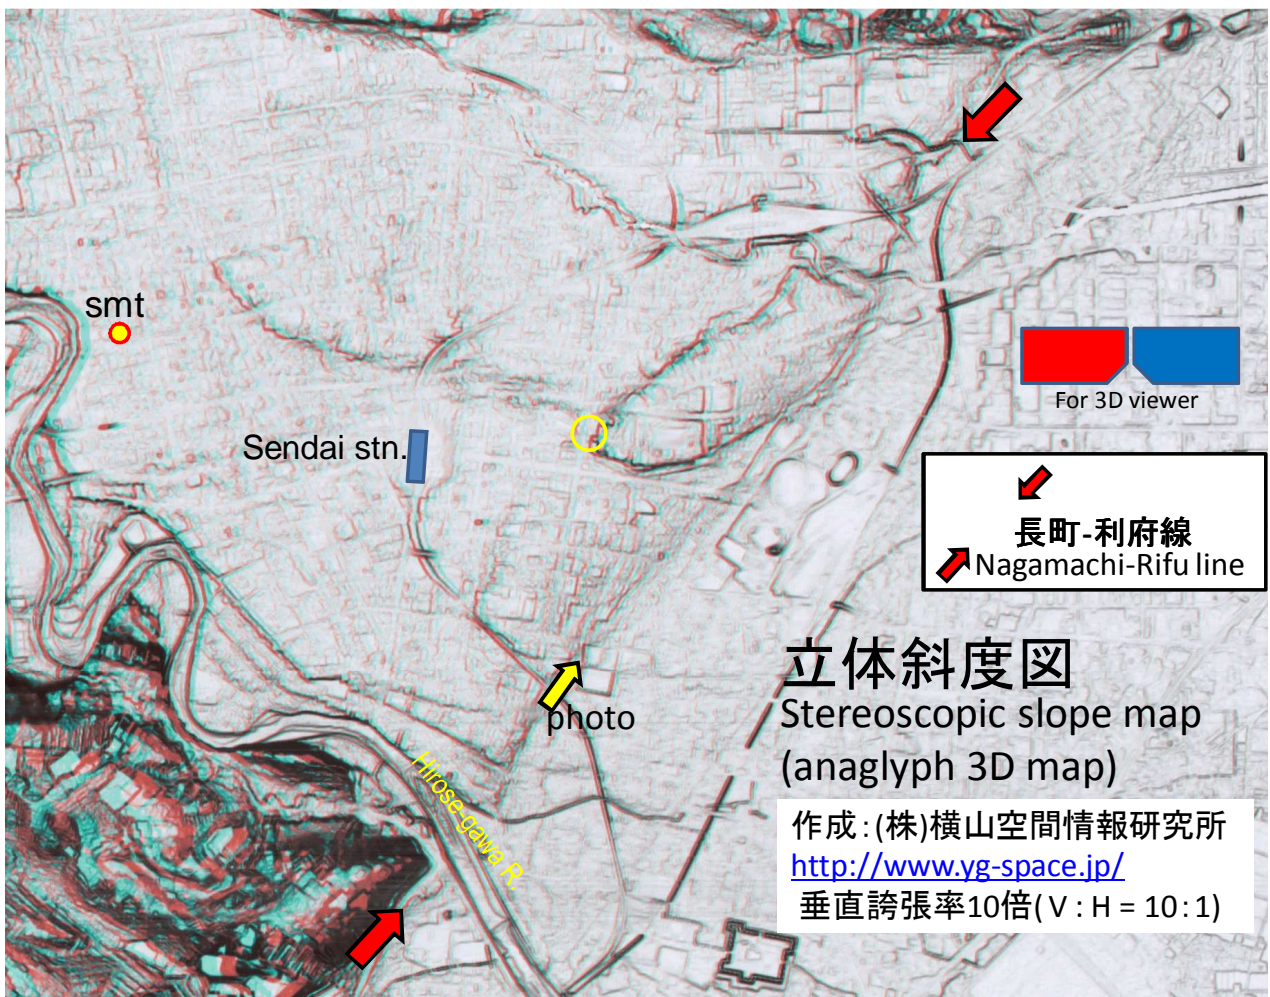 smt
Sendai stn.
For 3D viewer
長町-利府線
Nagamachi-Rifu line
photo
Hirose-gawa R.
立体斜度図
Stereoscopic slope map
(anaglyph 3D map)
作成:(株)横山空間情報研究所
http://www.yg-space.jp/
垂直誇張率10倍(V : H = 10:1)